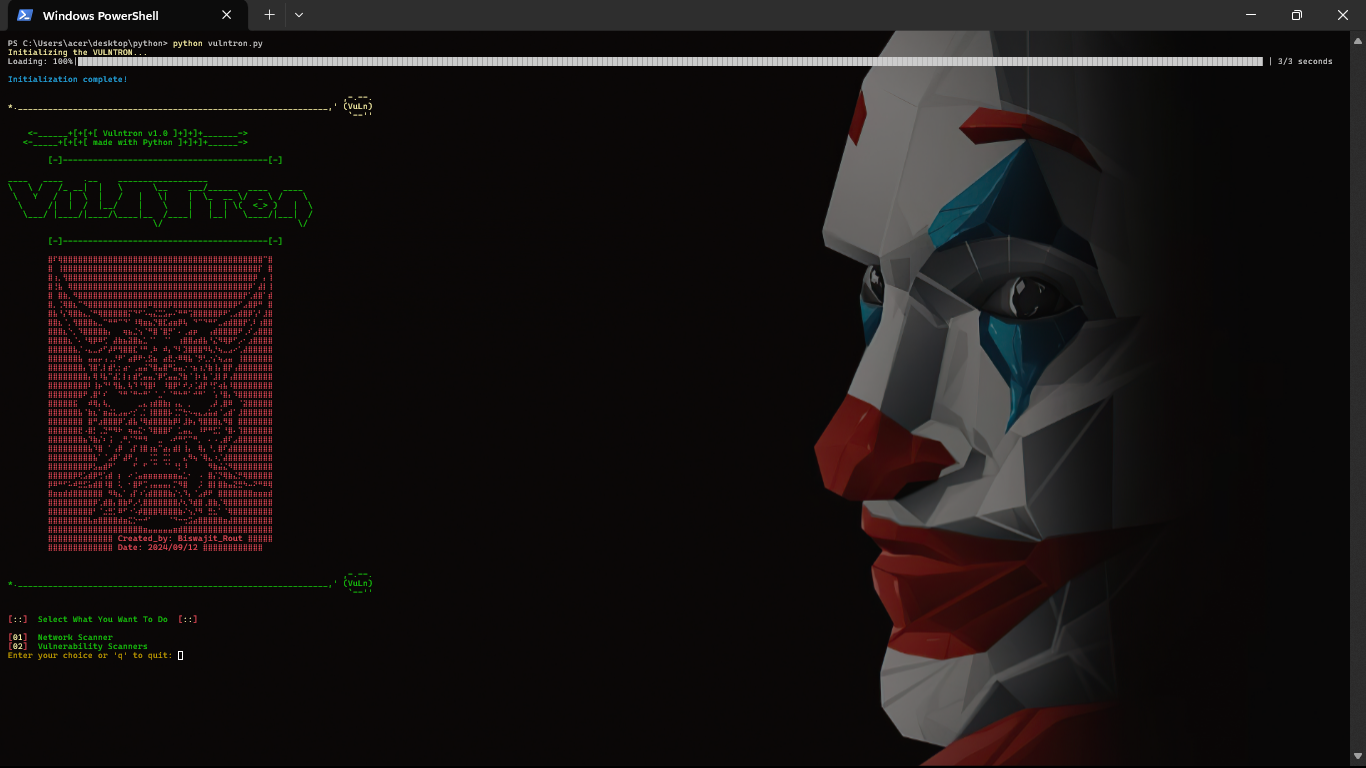 Windows PowerShell
PS C:\Users\acer\desktop\python> python vulntron.py
Initializing the VULNTRON...
Loading: 100%| | 3/3 seconds
Initialization complete!
(VuLn)
<-______+[+[+[ Vulntron v1.0 ]+]+]+_______->
<-_____+[+[+[ made with Python ]+]+]+______->
[-]-----------------------------------------[-]
VULNTron
[-]-----------------------------------------[-]
Created_by: Biswajit_Rout
Date: 2024/09/12
(VuLn)
[::] Select What You Want To Do [::]
[01] Network Scanner
[02] Vulnerability Scanners
Enter your choice or 'q' to quit: